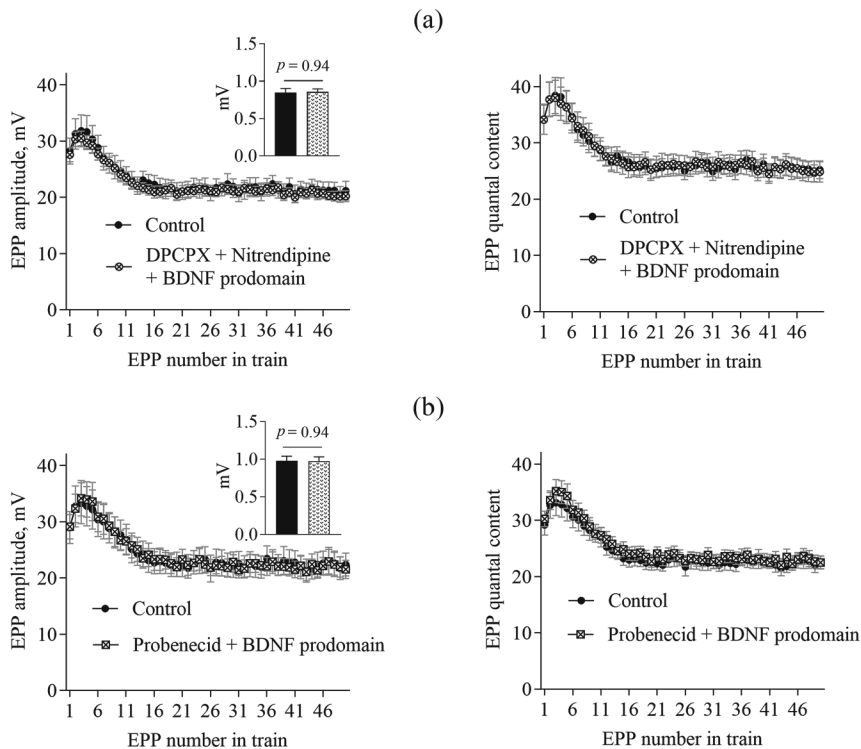 (a)
EPP amplitude, mV
40
30
20
10
0
1 6 11 16 21 26 31 36 41 46
EPP number in train
Control
DPCPX + Nitrendipine
+ BDNF prodomain
mV
1.5
1.0
0.5
0.0
p = 0.94
EPP quantal content
40
30
20
10
0
1 6 11 16 21 26 31 36 41 46
EPP number in train
Control
DPCPX + Nitrendipine
+ BDNF prodomain
(b)
EPP amplitude, mV
40
30
20
10
0
1 6 11 16 21 26 31 36 41 46
EPP number in train
Control
Probenecid + BDNF prodomain
mV
1.5
1.0
0.5
0.0
p = 0.94
EPP quantal content
40
30
20
10
0
1 6 11 16 21 26 31 36 41 46
EPP number in train
Control
Probenecid + BDNF prodomain